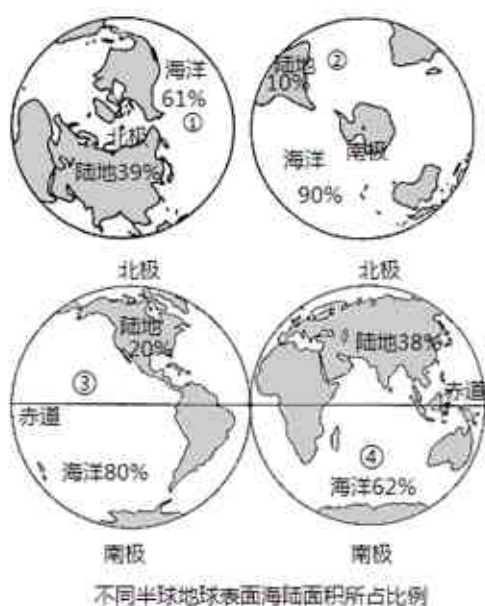 海洋
61%
①
北极
陆地39%
陆地
10%
②
南极
海洋
90%
北极
陆地
20%
③
赤道
海洋80%
南极
北极
陆地38%
赤道
④
海洋62%
南极
不同半球地球表面海陆面积所占比例